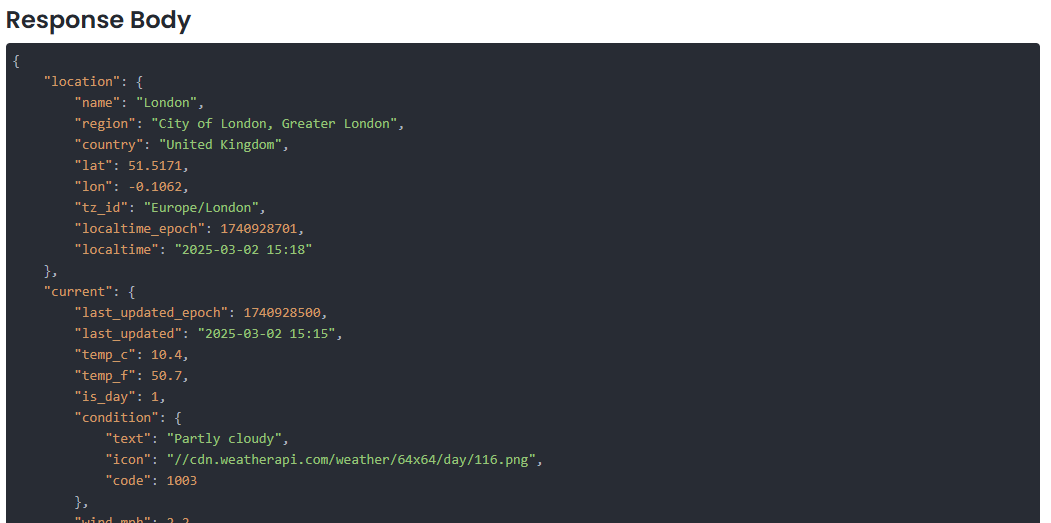 Response Body
{
    "location": {
        "name": "London",
        "region": "City of London, Greater London",
        "country": "United Kingdom",
        "lat": 51.5171,
        "lon": -0.1062,
        "tz_id": "Europe/London",
        "localtime_epoch": 1740928701,
        "localtime": "2025-03-02 15:18"
    },
    "current": {
        "last_updated_epoch": 1740928500,
        "last_updated": "2025-03-02 15:15",
        "temp_c": 10.4,
        "temp_f": 50.7,
        "is_day": 1,
        "condition": {
            "text": "Partly cloudy",
            "icon": "//cdn.weatherapi.com/weather/64x64/day/116.png",
            "code": 1003
        },